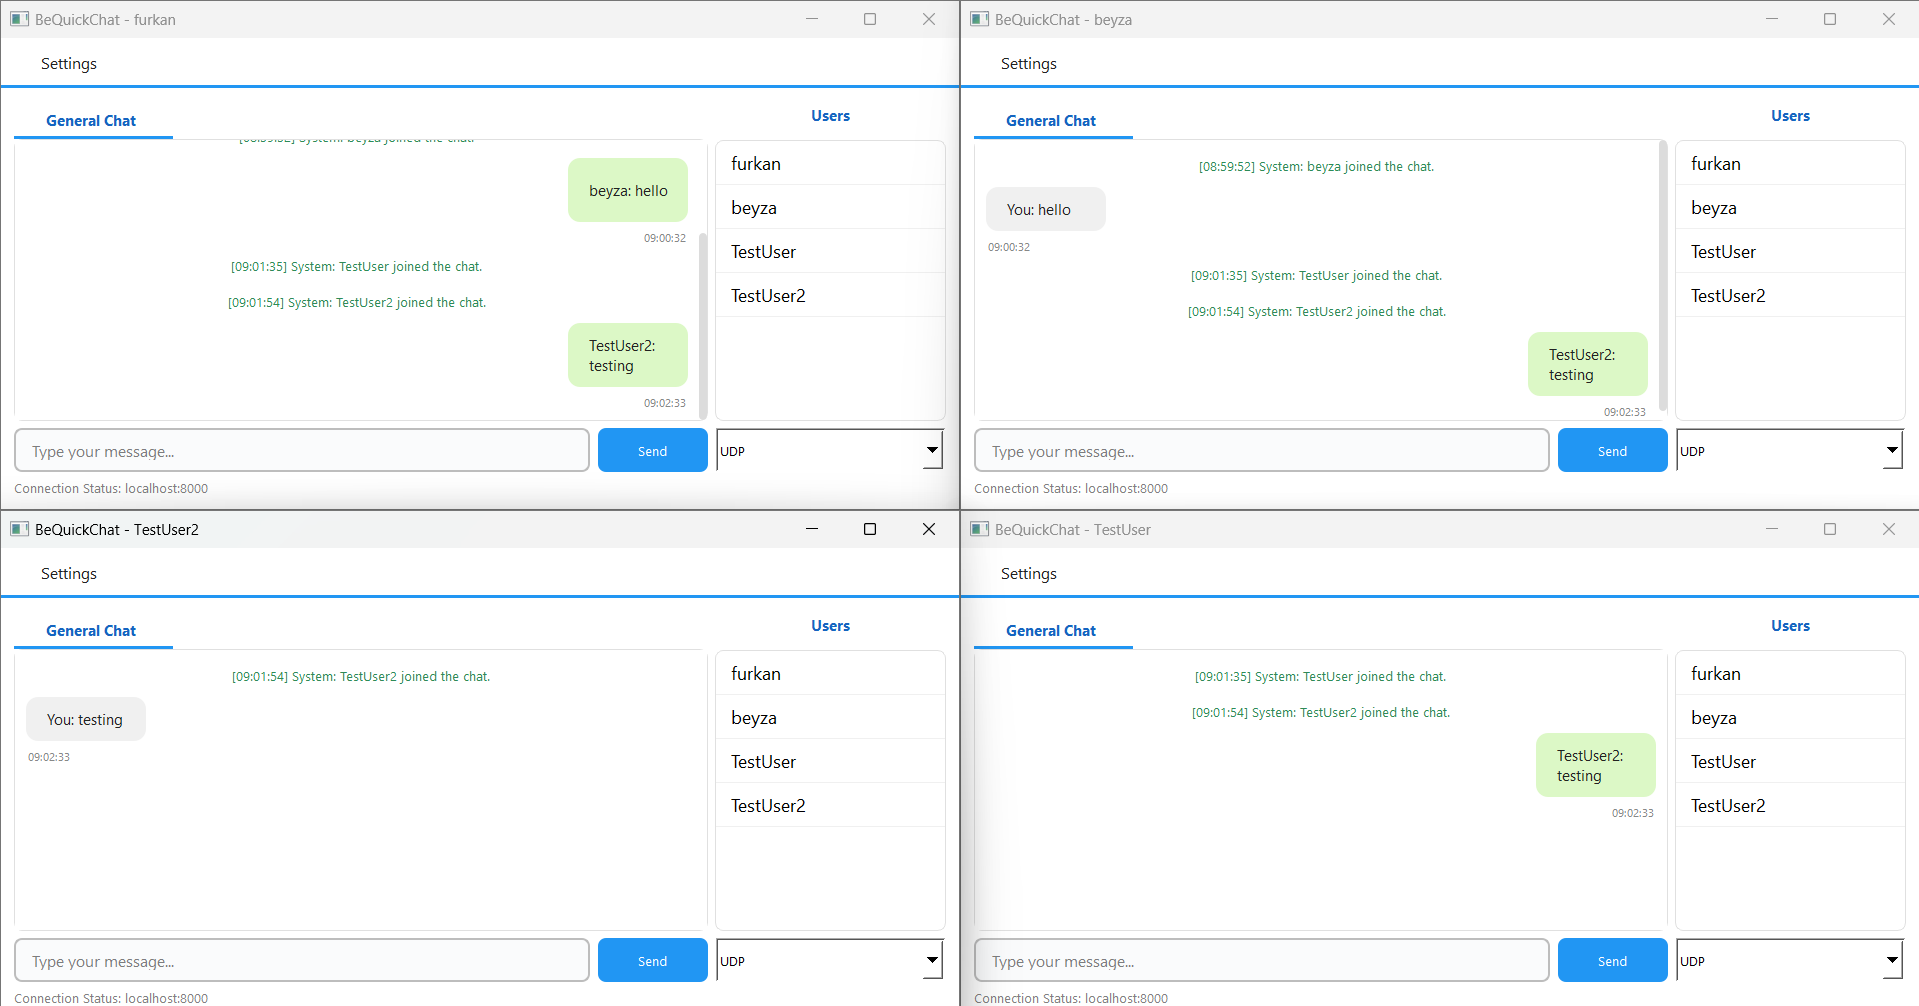 BeQuickChat - furkan
Settings
General Chat
Users
[08:59:52] System: beyza joined the chat.
beyza: hello
09:00:32
[09:01:35] System: TestUser joined the chat.
[09:01:54] System: TestUser2 joined the chat.
TestUser2:
testing
09:02:33
furkan
beyza
TestUser
TestUser2
Type your message...
Send
UDP
Connection Status: localhost:8000
BeQuickChat - beyza
Settings
General Chat
Users
[08:59:52] System: beyza joined the chat.
You: hello
09:00:32
[09:01:35] System: TestUser joined the chat.
[09:01:54] System: TestUser2 joined the chat.
TestUser2:
testing
09:02:33
furkan
beyza
TestUser
TestUser2
Type your message...
Send
UDP
Connection Status: localhost:8000
BeQuickChat - TestUser2
Settings
General Chat
Users
[09:01:54] System: TestUser2 joined the chat.
You: testing
09:02:33
furkan
beyza
TestUser
TestUser2
Type your message...
Send
UDP
Connection Status: localhost:8000
BeQuickChat - TestUser
Settings
General Chat
Users
[09:01:35] System: TestUser joined the chat.
[09:01:54] System: TestUser2 joined the chat.
TestUser2:
testing
09:02:33
furkan
beyza
TestUser
TestUser2
Type your message...
Send
UDP
Connection Status: localhost:8000